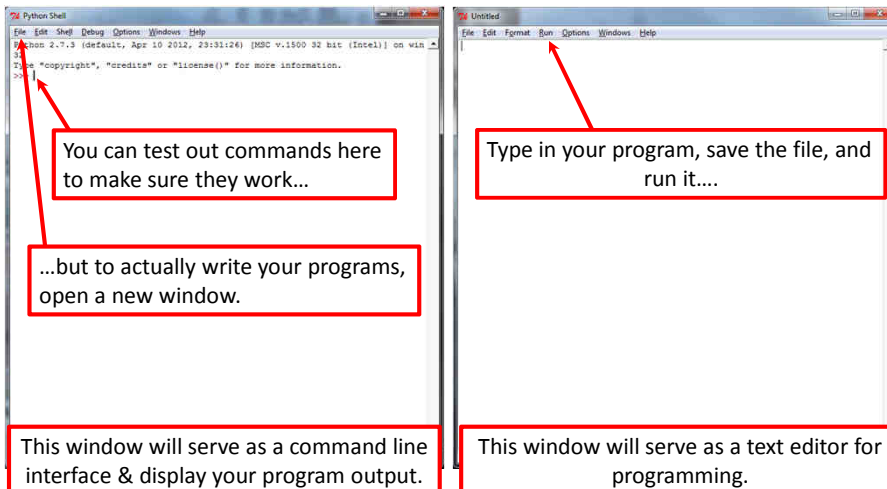 Python Shell
File Edit Shell Debug Options Windows Help
Python 2.7.3 (default, Apr 10 2012, 23:31:26) [MSC v.1500 32 bit (Intel)] on win
32
Type "copyright", "credits" or "license()" for more information.
>>>
You can test out commands here
to make sure they work…
…but to actually write your programs,
open a new window.
This window will serve as a command line
interface & display your program output.
Untitled
File Edit Format Run Options Windows Help
Type in your program, save the file, and
run it….
This window will serve as a text editor for
programming.